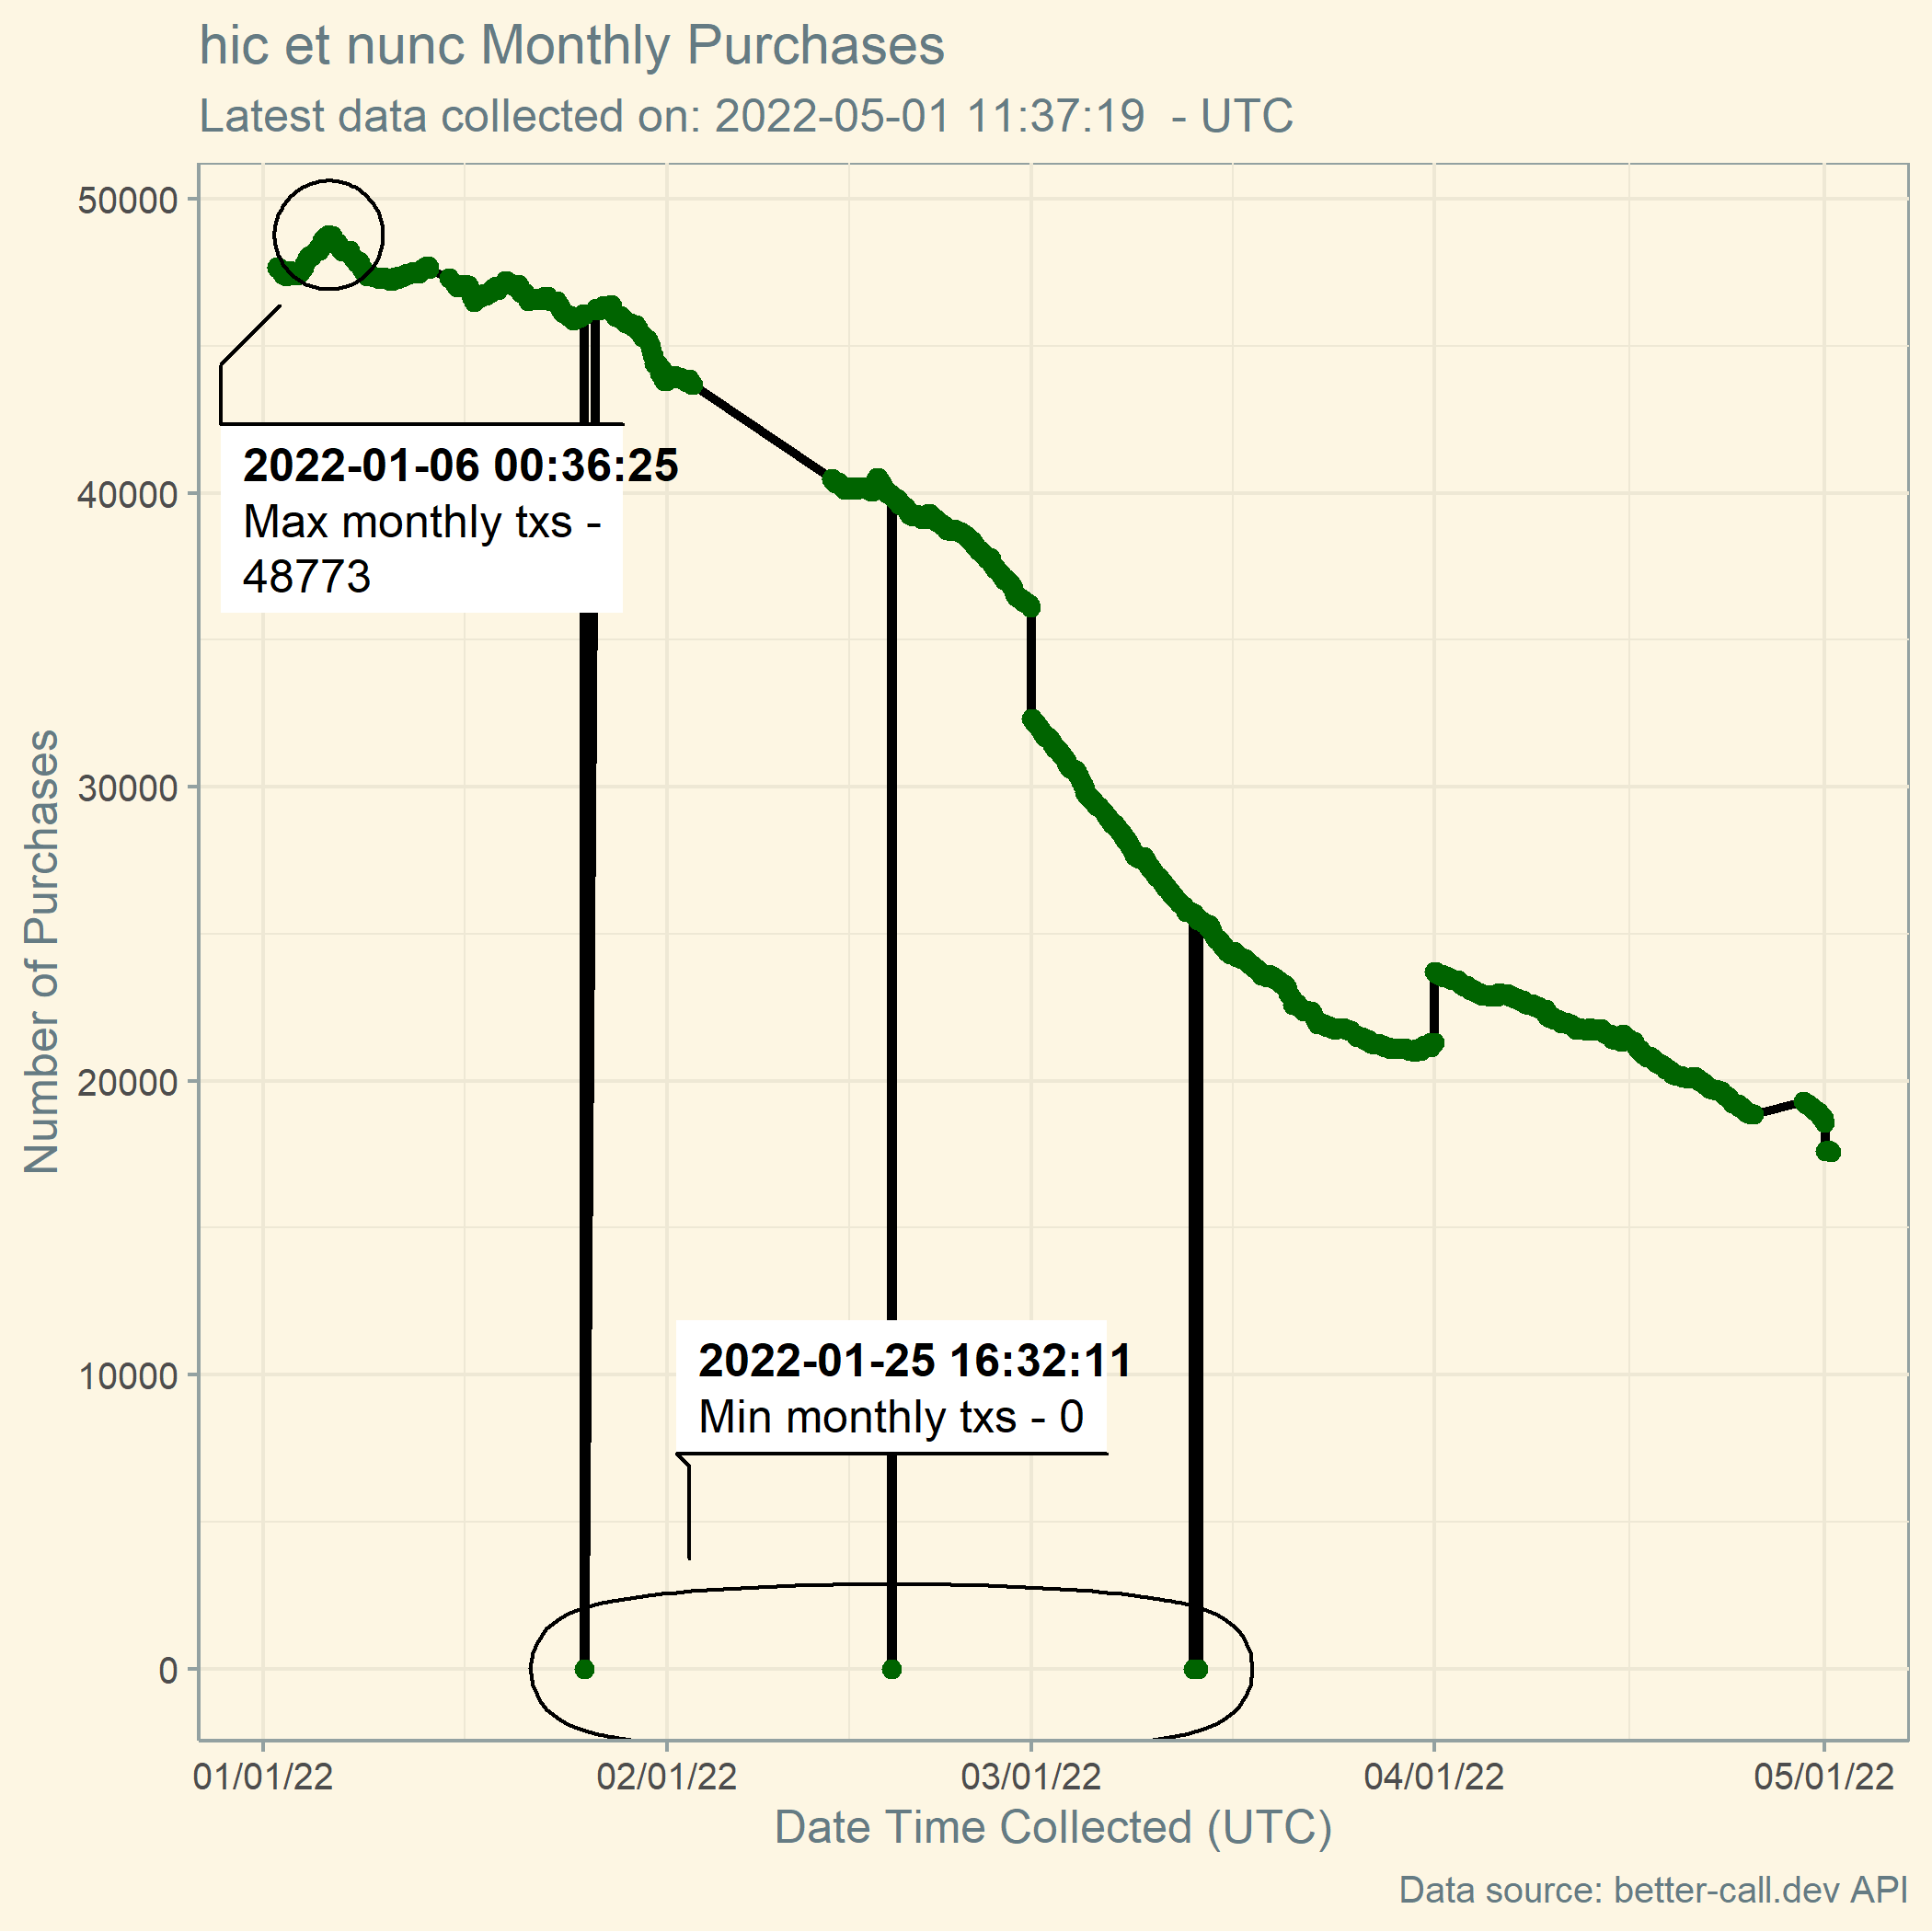 hic et nunc Monthly Purchases
Latest data collected on: 2022-05-01 11:37:19  - UTC
50000
40000
30000
20000
10000
0
Number of Purchases
2022-01-06 00:36:25
Max monthly txs -
48773
2022-01-25 16:32:11
Min monthly txs - 0
01/01/22
02/01/22
03/01/22
04/01/22
05/01/22
Date Time Collected (UTC)
Data source: better-call.dev API